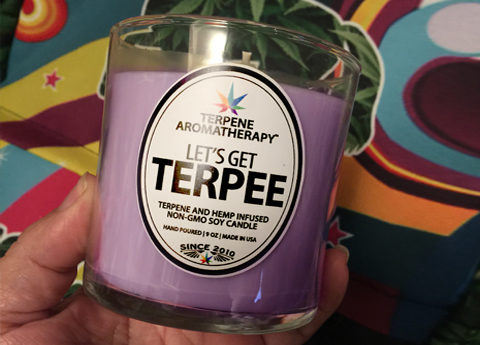 TERPENE
AROMATHERAPY™
LET'S GET
TERPEE
TERPENE AND HEMP INFUSED
NON-GMO SOY CANDLE
HAND POURED | 9 OZ | MADE IN USA
SINCE 2010